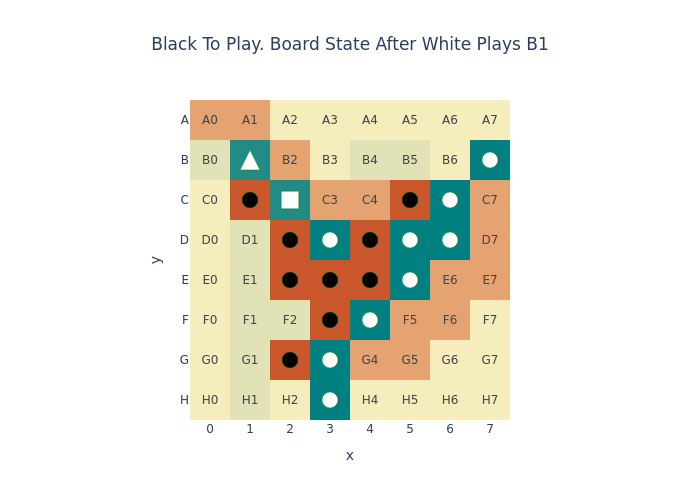 Black To Play. Board State After White Plays B1
A A0 A1 A2 A3 A4 A5 A6 A7
B B0 B2 B3 B4 B5 B6
C C0 C3 C4 C7
D D0 D1 D7
y
E E0 E1 E6 E7
F F0 F1 F2 F5 F6 F7
G G0 G1 G4 G5 G6 G7
H H0 H1 H2 H4 H5 H6 H7
0 1 2 3 4 5 6 7
x